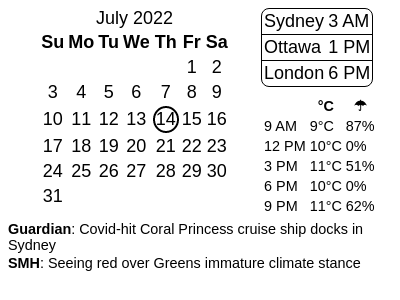 July 2022
Su Mo Tu We Th Fr Sa
1 2
3 4 5 6 7 8 9
10 11 12 13 14 15 16
17 18 19 20 21 22 23
24 25 26 27 28 29 30
31
Sydney 3 AM
Ottawa 1 PM
London 6 PM
°C ☂
9 AM 9°C 87%
12 PM 10°C 0%
3 PM 11°C 51%
6 PM 10°C 0%
9 PM 11°C 62%
Guardian: Covid-hit Coral Princess cruise ship docks in
Sydney
SMH: Seeing red over Greens immature climate stance